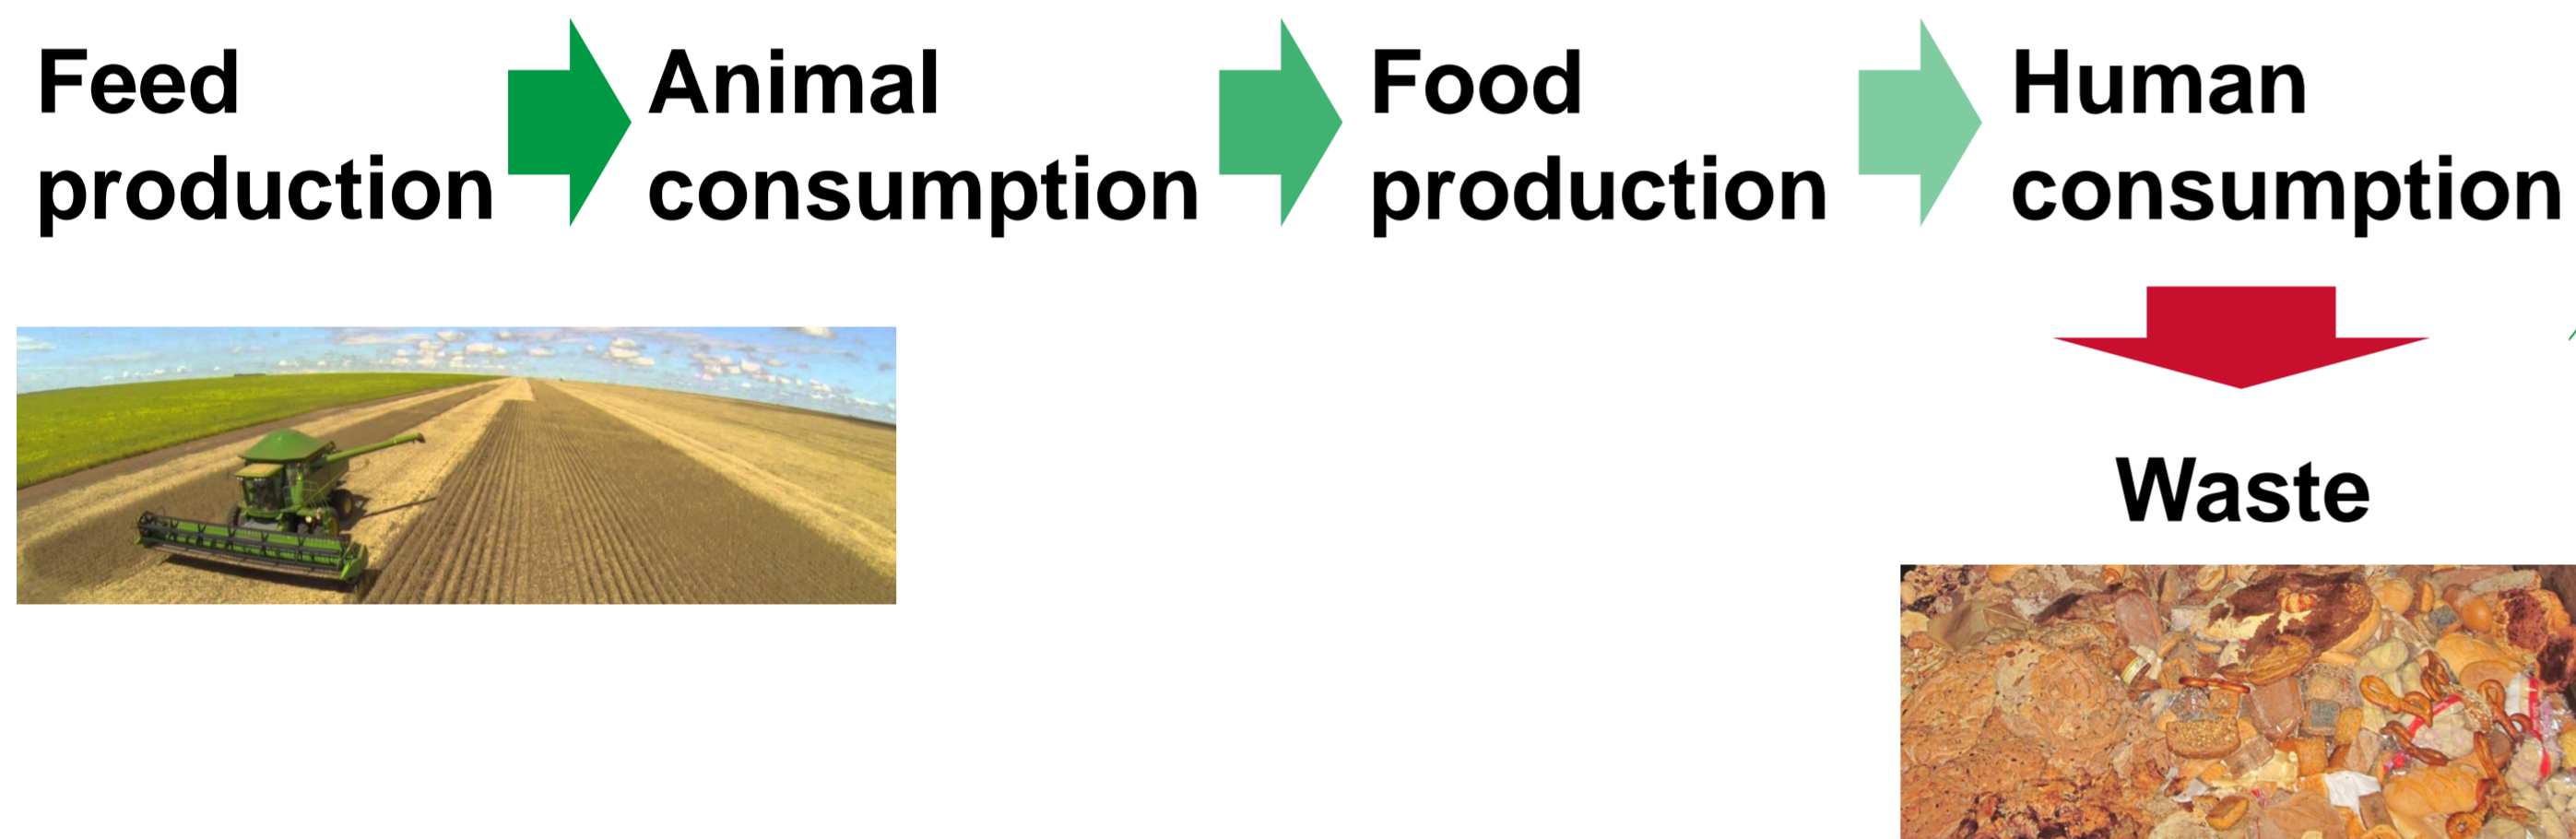 Feed
production
Animal
consumption
Food
production
Human
consumption
Waste